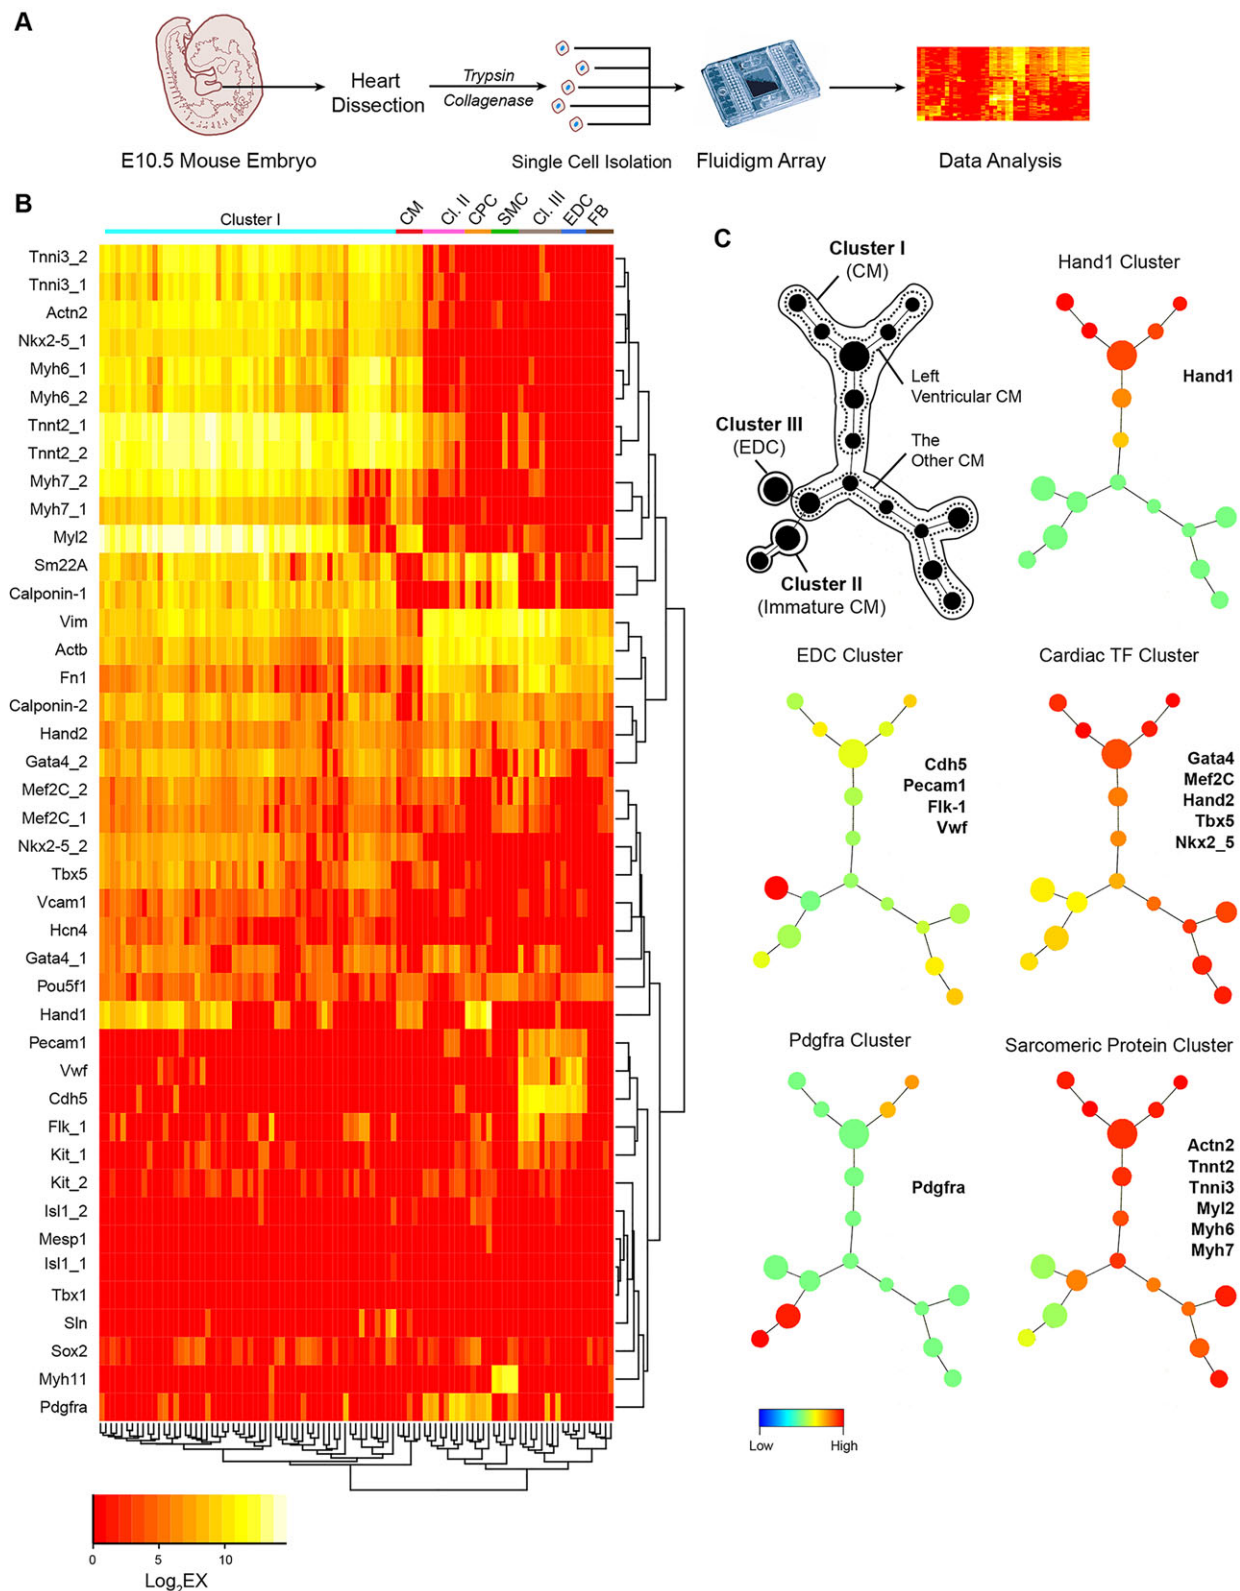 A
Heart
Dissection
Trypsin
Collagenase
E10.5 Mouse Embryo
Single Cell Isolation
Fluidigm Array
Data Analysis
B
Cluster I
CM
Cl. II
CPC
SMC
Cl. III
EDC
FB
Tnni3_2
Tnni3_1
Actn2
Nkx2-5_1
Myh6_1
Myh6_2
Tnnt2_1
Tnnt2_2
Myh7_2
Myh7_1
Myl2
Sm22A
Calponin-1
Vim
Actb
Fn1
Calponin-2
Hand2
Gata4_2
Mef2C_2
Mef2C_1
Nkx2-5_2
Tbx5
Vcam1
Hcn4
Gata4_1
Pou5f1
Hand1
Pecam1
Vwf
Cdh5
Flk_1
Kit_1
Kit_2
Isl1_2
Mesp1
Isl1_1
Tbx1
Sln
Sox2
Myh11
Pdgfra
0
5
10
Log2EX
C
Cluster I
(CM)
Left
Ventricular CM
Cluster III
(EDC)
The
Other CM
Cluster II
(Immature CM)
Hand1 Cluster
Hand1
EDC Cluster
Cdh5
Pecam1
Flk-1
Vwf
Cardiac TF Cluster
Gata4
Mef2C
Hand2
Tbx5
Nkx2_5
Pdgfra Cluster
Pdgfra
Sarcomeric Protein Cluster
Actn2
Tnnt2
Tnni3
Myl2
Myh6
Myh7
Low
High